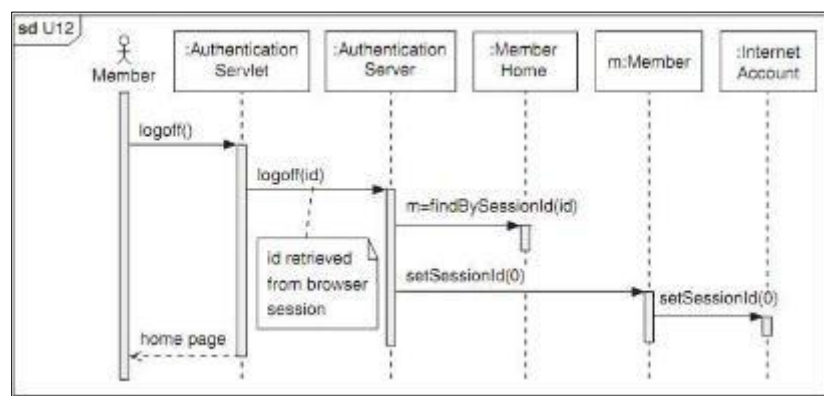 sd U12
Member
:Authentication
Servlet
:Authentication
Server
:Member
Home
m:Member
:Internet
Account
logoff()
logoff(id)
m=findBySessionId(id)
id retrieved
from browser
session
setSessionId(0)
setSessionId(0)
home page